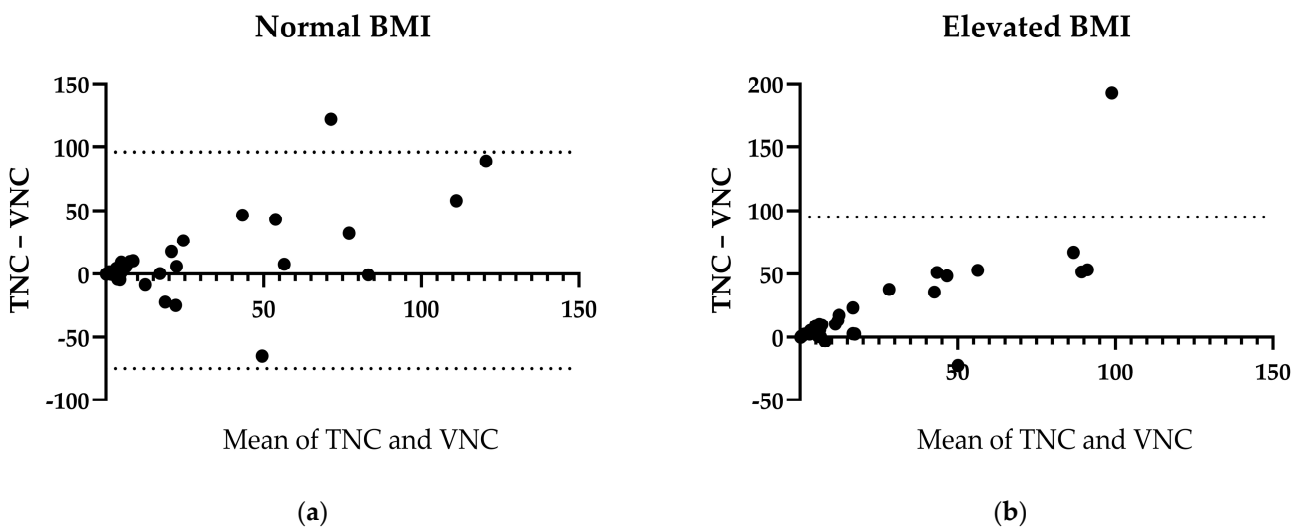 Normal BMI
150
100
50
0
-50
-100
50
100
150
TNC – VNC
Mean of TNC and VNC
(a)
Elevated BMI
200
150
100
50
0
-50
50
100
150
TNC – VNC
Mean of TNC and VNC
(b)